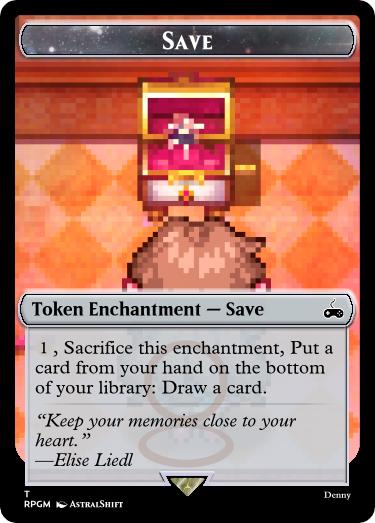 Save
Token Enchantment — Save
1 , Sacrifice this enchantment, Put a
card from your hand on the bottom
of your library: Draw a card.
“Keep your memories close to your
heart.”
—Elise Liedl
T
RPGM AstralShift
Denny